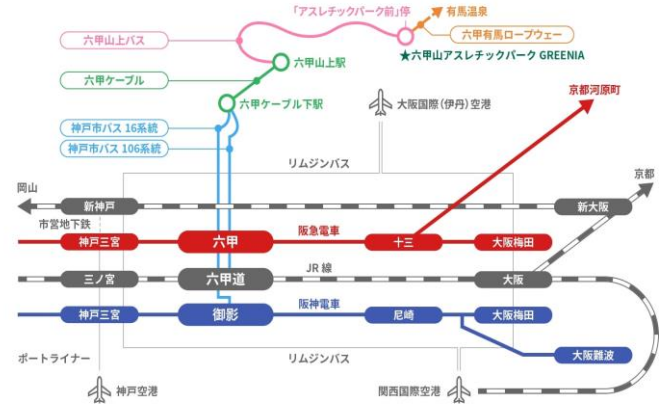 「アスレチックパーク前」停
有馬温泉
六甲山上バス
六甲有馬ロープウェー
★六甲山アスレチックパーク GREENIA
六甲山上駅
六甲ケーブル
京都河原町
六甲ケーブル下駅
大阪国際(伊丹)空港
神戸市バス 16系統
神戸市バス 106系統
リムジンバス
岡山
京都
新神戸
新大阪
市営地下鉄
阪急電車
神戸三宮
六甲
十三
大阪梅田
JR 線
三ノ宮
六甲道
大阪
阪神電車
神戸三宮
御影
尼崎
大阪梅田
大阪難波
ポートライナー
リムジンバス
神戸空港
関西国際空港